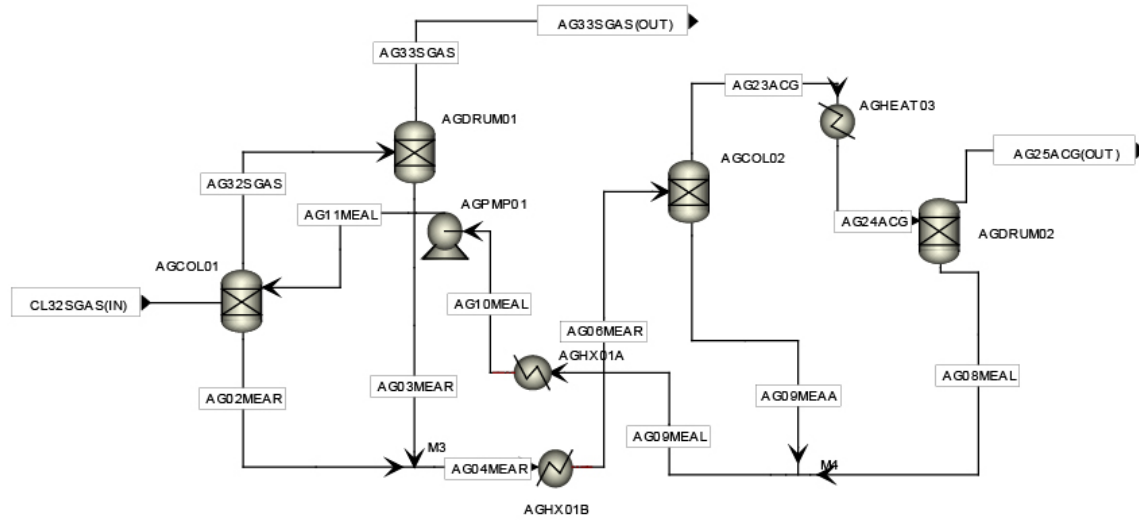 AG33SGAS(OUT)
AG33SGAS
AG23ACG
AGHEAT03
AGDRUM01
AGCOL02
AG25ACG(OUT)
AG32SGAS
AGPMP01
AG11MEAL
AG24ACG
AGDRUM02
AGCOL01
CL32SGAS(IN)
AG10MEAL
AG06MEAR
AGHX01A
AG02MEAR
AG03MEAR
AG09MEAA
AG08MEAL
AG09MEAL
M3
AG04MEAR
M4
AGHX01B